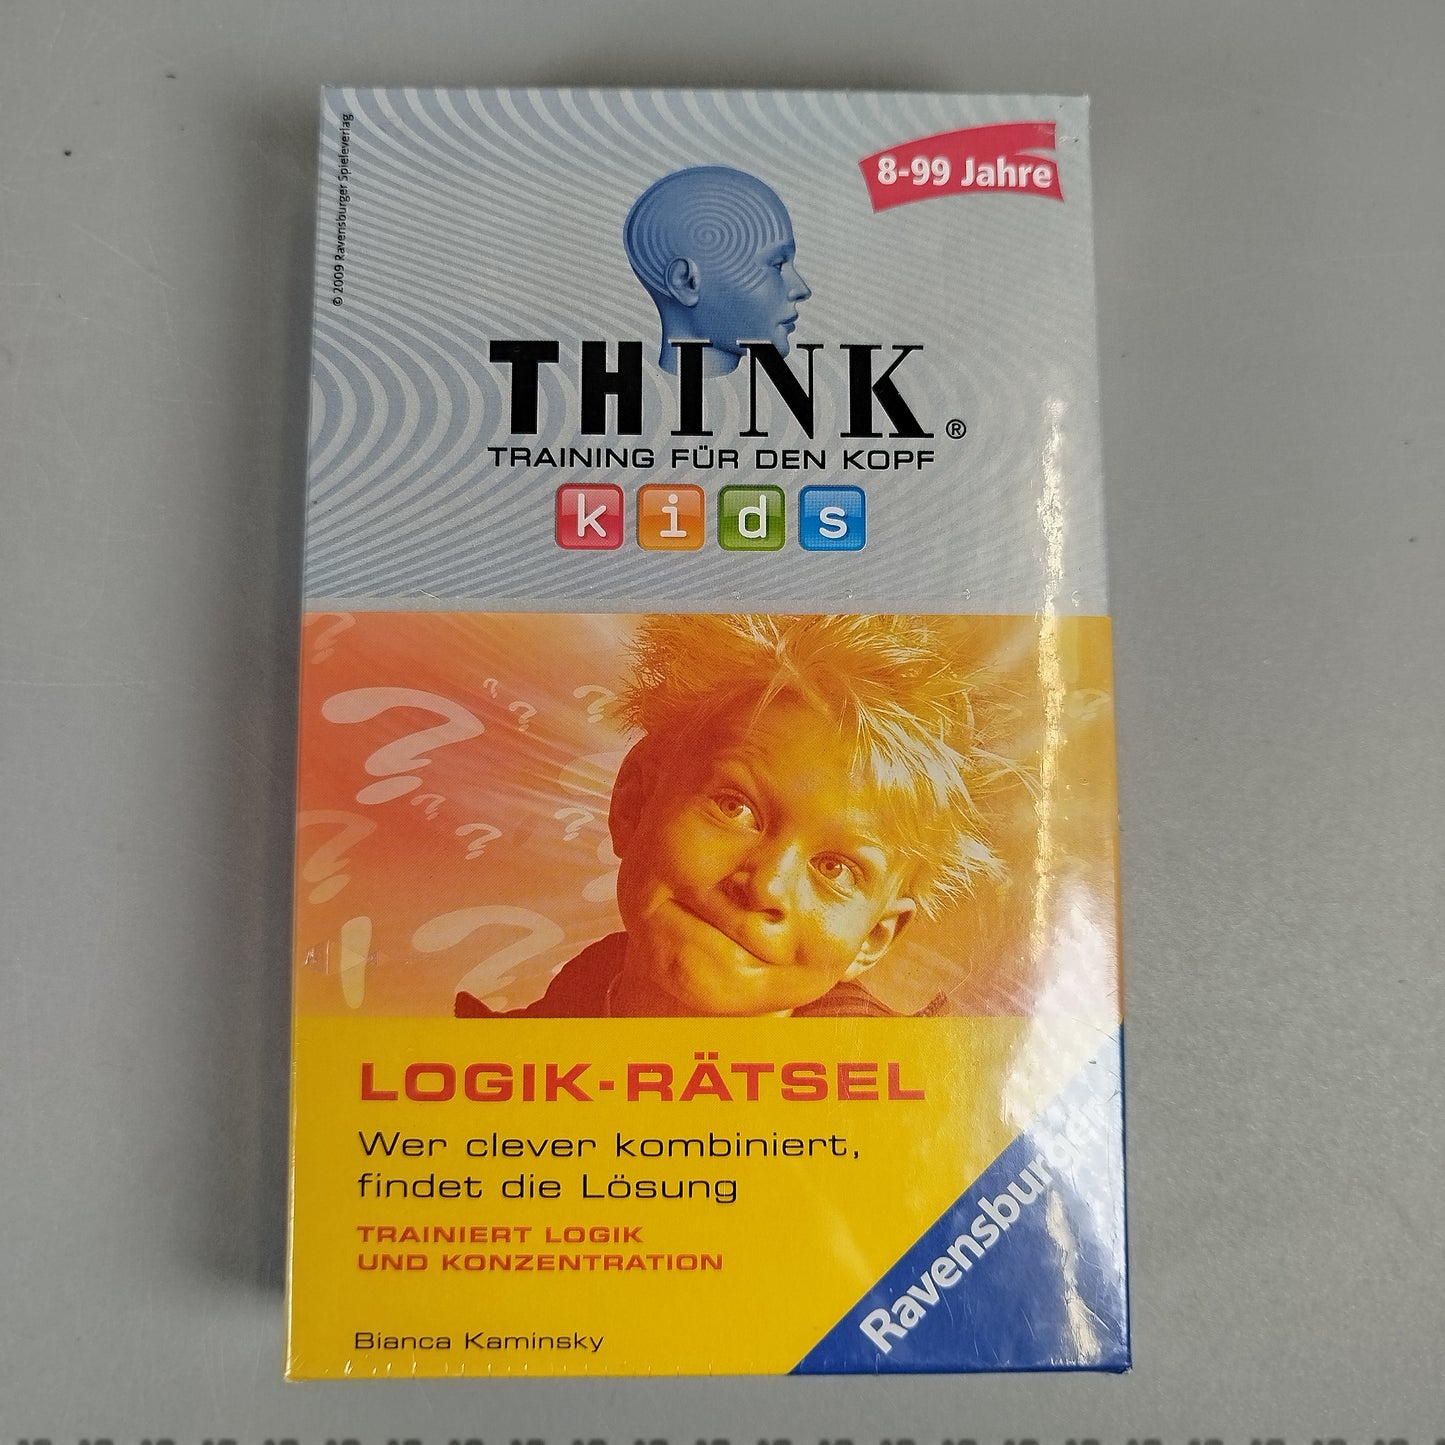 © 2009 Ravensburger Spieleverlag
8-99 Jahre
THINK®
TRAINING FÜR DEN KOPF
kids
LOGIK-RÄTSEL
Wer clever kombiniert,
findet die Lösung
TRAINIERT LOGIK
UND KONZENTRATION
Bianca Kaminsky
Ravensburger